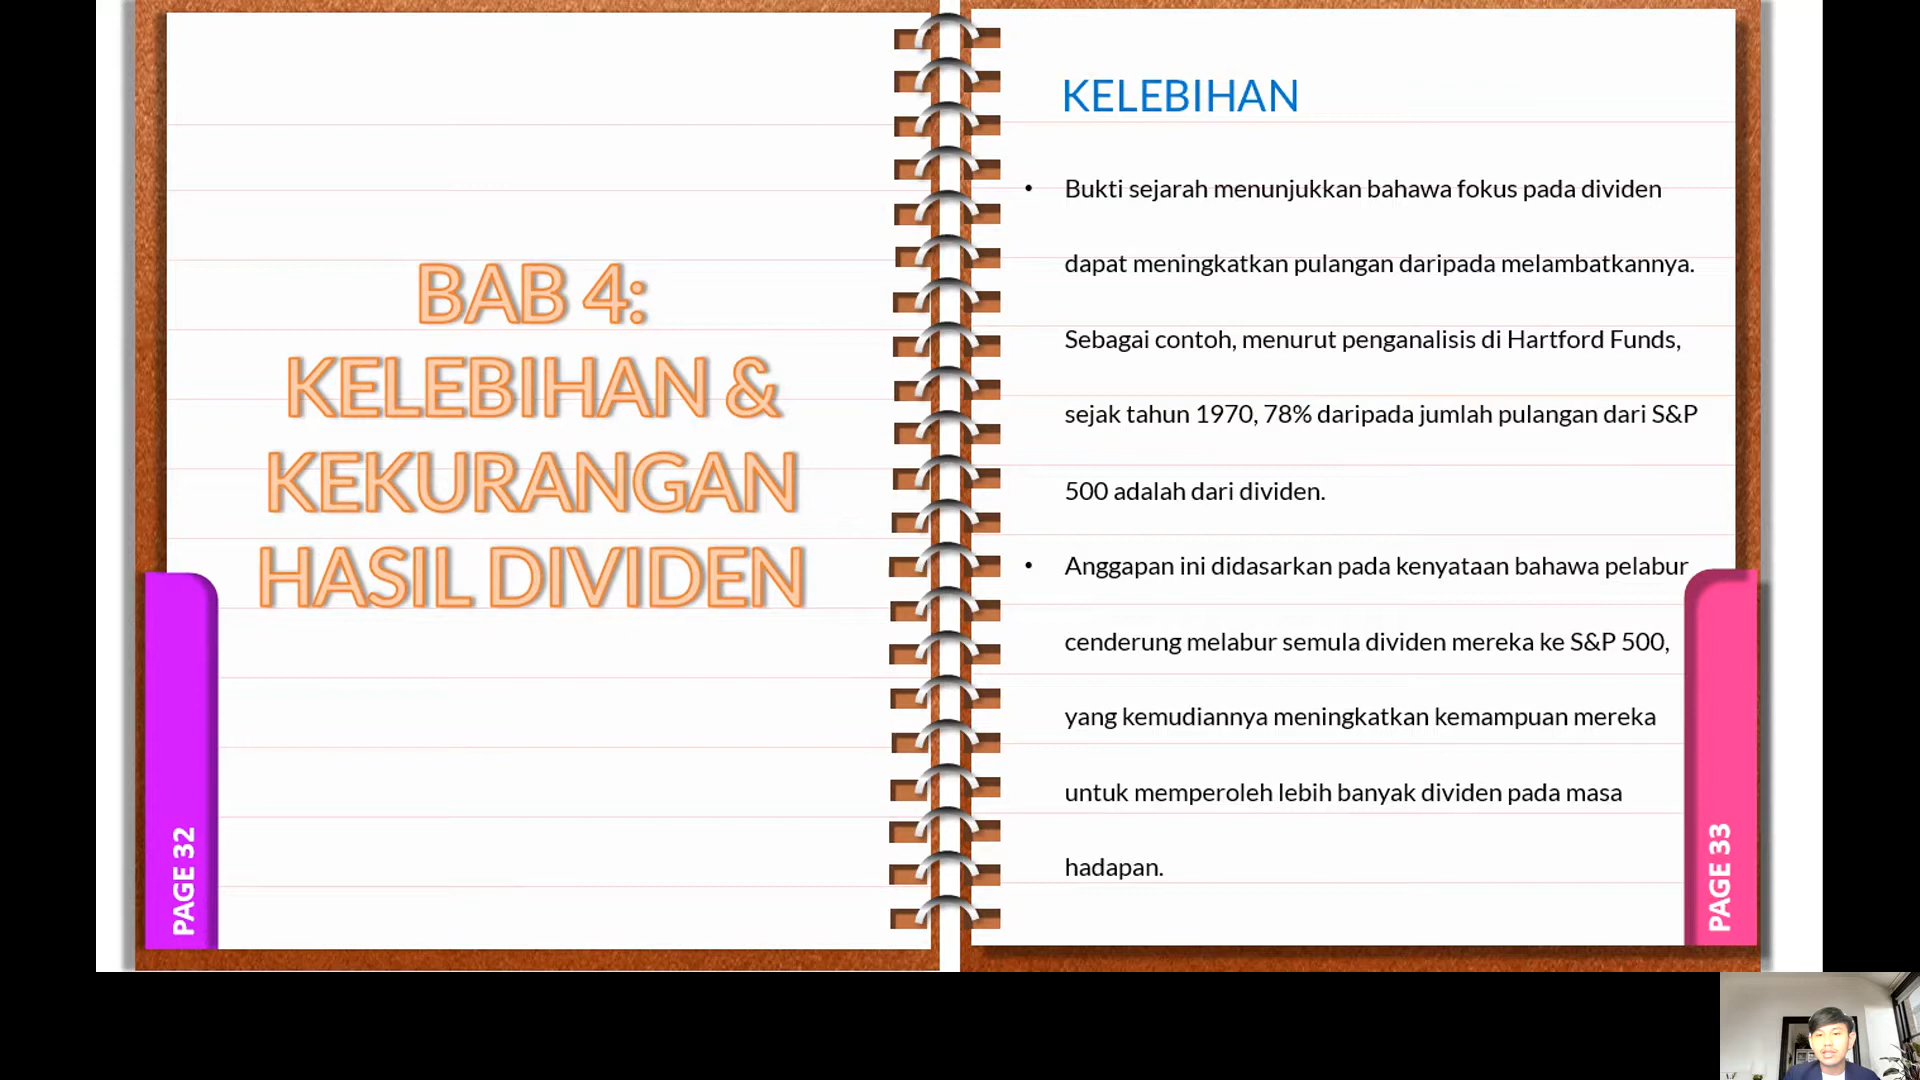 BAB 4:
KELEBIHAN &
KEKURANGAN
HASIL DIVIDEN
PAGE 32
KELEBIHAN
• Bukti sejarah menunjukkan bahawa fokus pada dividen
dapat meningkatkan pulangan daripada melambatkannya.
Sebagai contoh, menurut penganalisis di Hartford Funds,
sejak tahun 1970, 78% daripada jumlah pulangan dari S&P
500 adalah dari dividen.
• Anggapan ini didasarkan pada kenyataan bahawa pelabur
cenderung melabur semula dividen mereka ke S&P 500,
yang kemudiannya meningkatkan kemampuan mereka
untuk memperoleh lebih banyak dividen pada masa
hadapan.
PAGE 33